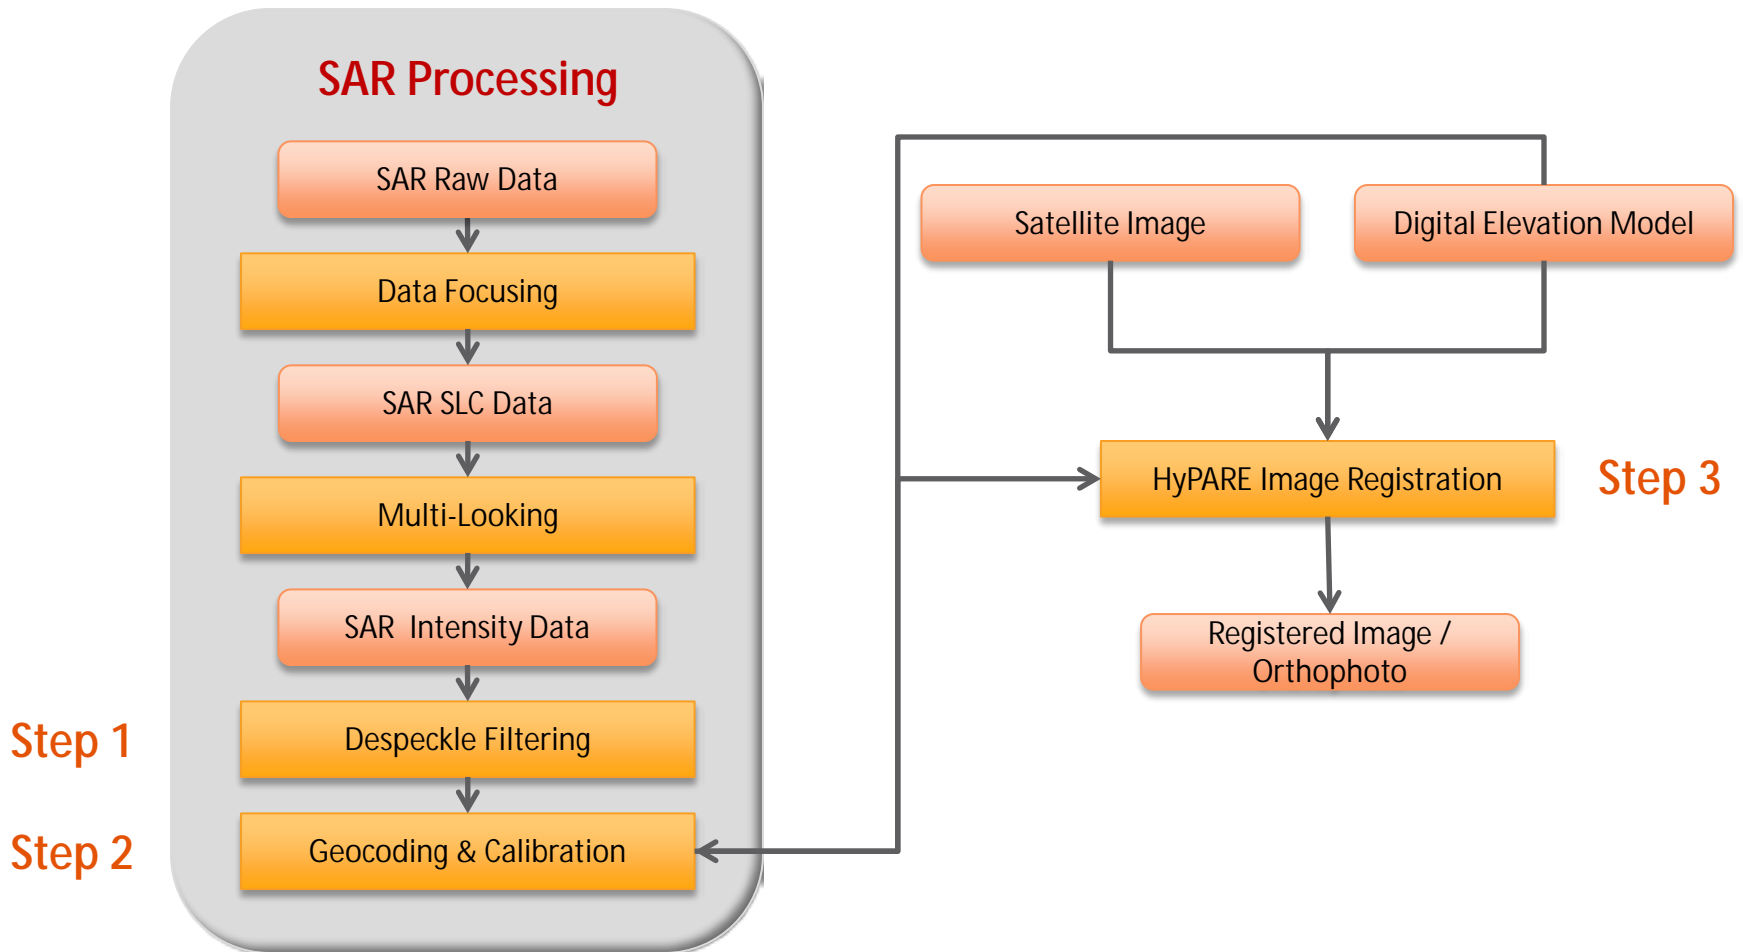 SAR Processing
SAR Raw Data
Data Focusing
SAR SLC Data
Multi-Looking
SAR Intensity Data
Step 1
Despeckle Filtering
Step 2
Geocoding & Calibration
Satellite Image
Digital Elevation Model
HyPARE Image Registration
Step 3
Registered Image /
Orthophoto